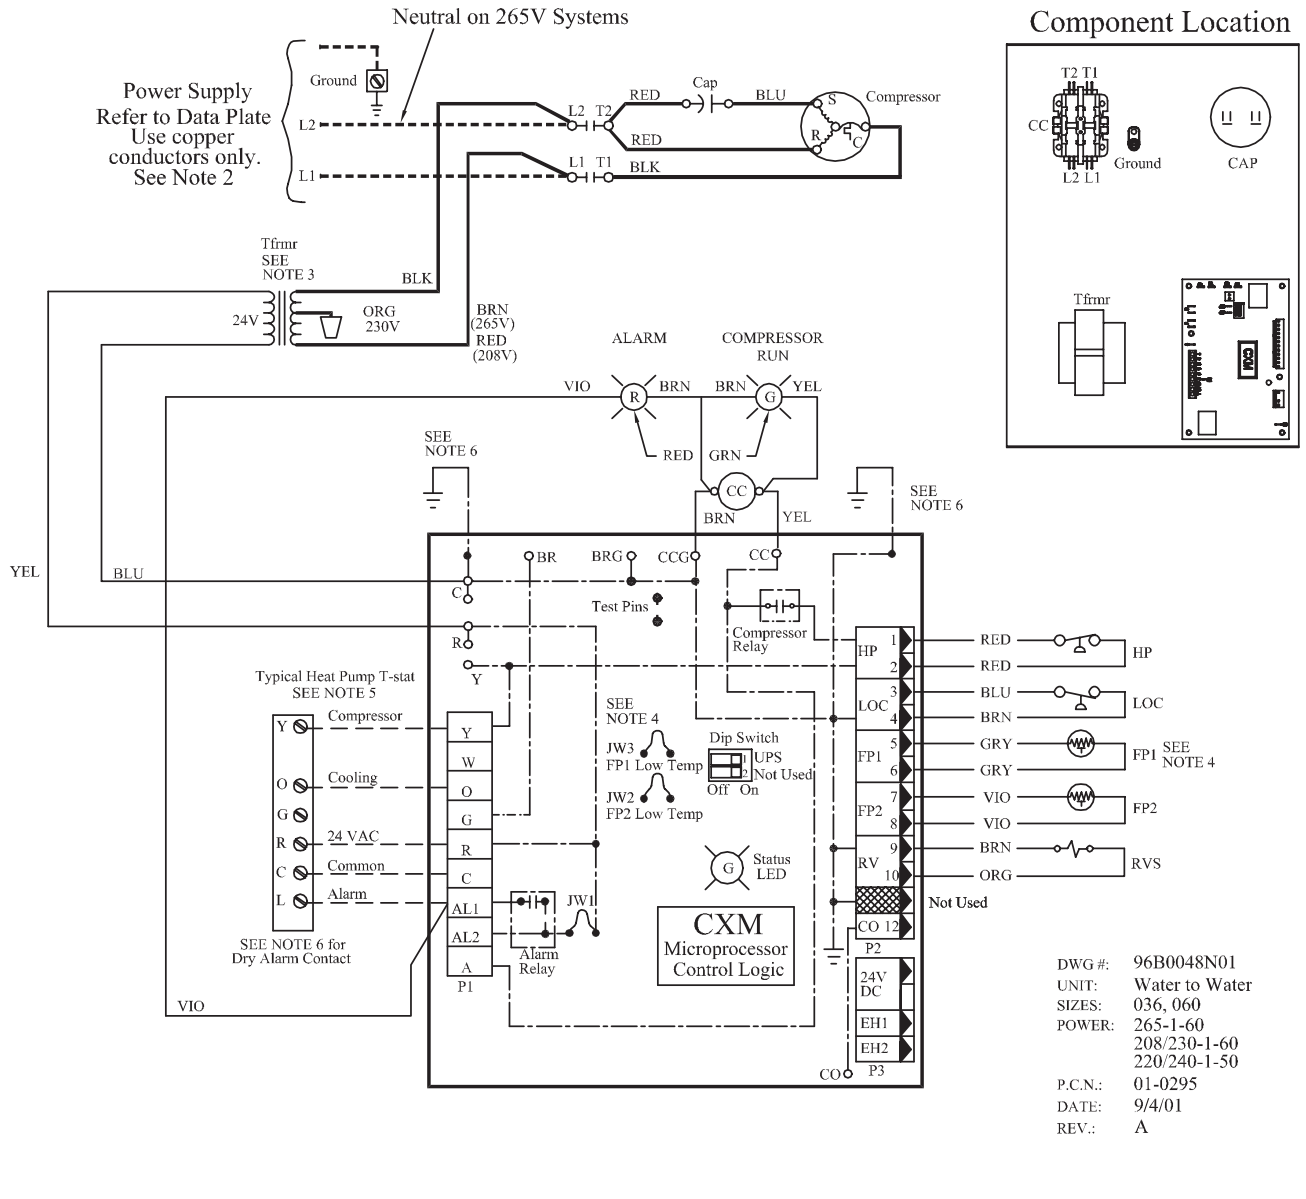 Neutral on 265V Systems
Component Location
Power Supply
Refer to Data Plate
Use copper
conductors only.
See Note 2
Ground
L2
L1
L2 T2
L1 T1
RED
Cap
BLU
RED
BLK
S
R
C
Compressor
T2 T1
CC
L2 L1
Ground
CAP
Tfrmr
CXM
Tfrmr
SEE
NOTE 3
24V
ORG
230V
BLK
BRN
(265V)
RED
(208V)
ALARM
COMPRESSOR
RUN
VIO
R
BRN
BRN
G
YEL
RED
GRN
SEE
NOTE 6
CC
BRN
YEL
SEE
NOTE 6
YEL
BLU
BR
BRG
CCG
CC
C
R
Y
Test Pins
Compressor
Relay
Typical Heat Pump T-stat
SEE NOTE 5
Y
Compressor
O
Cooling
G
R
24 VAC
C
Common
L
Alarm
SEE NOTE 6 for
Dry Alarm Contact
VIO
Y
W
O
G
R
C
AL1
AL2
A
P1
Alarm
Relay
JW1
SEE
NOTE 4
JW3
FP1 Low Temp
JW2
FP2 Low Temp
Dip Switch
1
UPS
2
Not Used
Off On
G
Status
LED
CXM
Microprocessor
Control Logic
HP
1
2
LOC
3
4
FP1
5
6
FP2
7
8
RV
9
10
Not Used
CO 12
P2
24V
DC
EH1
EH2
P3
CO
RED
RED
HP
BLU
BRN
LOC
GRY
GRY
FP1
SEE
NOTE 4
VIO
VIO
FP2
BRN
ORG
RVS
DWG #: 96B0048N01
UNIT: Water to Water
SIZES: 036, 060
POWER: 265-1-60
208/230-1-60
220/240-1-50
P.C.N.: 01-0295
DATE: 9/4/01
REV.: A